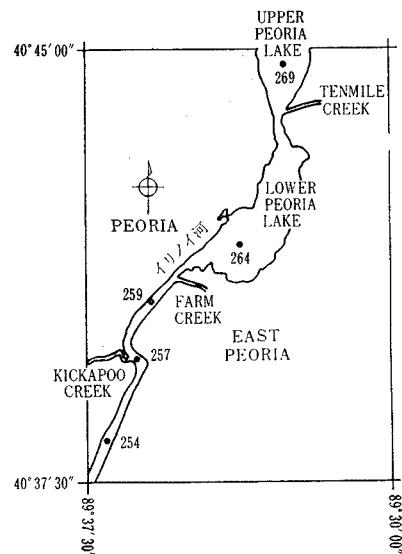 UPPER
PEORIA
LAKE
40°45'00"
269
TENMILE
CREEK
LOWER
PEORIA
LAKE
PEORIA
イリノイ河
264
259
FARM
CREEK
EAST
PEORIA
257
KICKAPOO
CREEK
254
40°37'30"
89°37'30"
89°30'00"